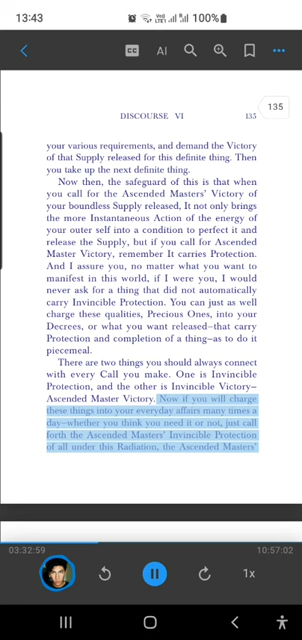 13:43
Vo)) LTE1
100%
CC AI
135
DISCOURSE VI 135
your various requirements, and demand the Victory
of that Supply released for this definite thing. Then
you take up the next definite thing.
Now then, the safeguard of this is that when
you call for the Ascended Masters' Victory of
your boundless Supply released, It not only brings
the more Instantaneous Action of the energy of
your outer self into a condition to perfect it and
release the Supply, but if you call for Ascended
Master Victory, remember It carries Protection.
And I assure you, no matter what you want to
manifest in this world, if I were you, I would
never ask for a thing that did not automatically
carry Invincible Protection. You can just as well
charge these qualities, Precious Ones, into your
Decrees, or what you want released—that carry
Protection and completion of a thing—as to do it
piecemeal.
There are two things you should always connect
with every Call you make. One is Invincible
Protection, and the other is Invincible Victory—
Ascended Master Victory. Now if you will charge
these things into your everyday affairs many times a
day—whether you think you need it or not, just call
forth the Ascended Masters' Invincible Protection
of all under this Radiation, the Ascended Masters'
03:32:59 10:57:02
1x